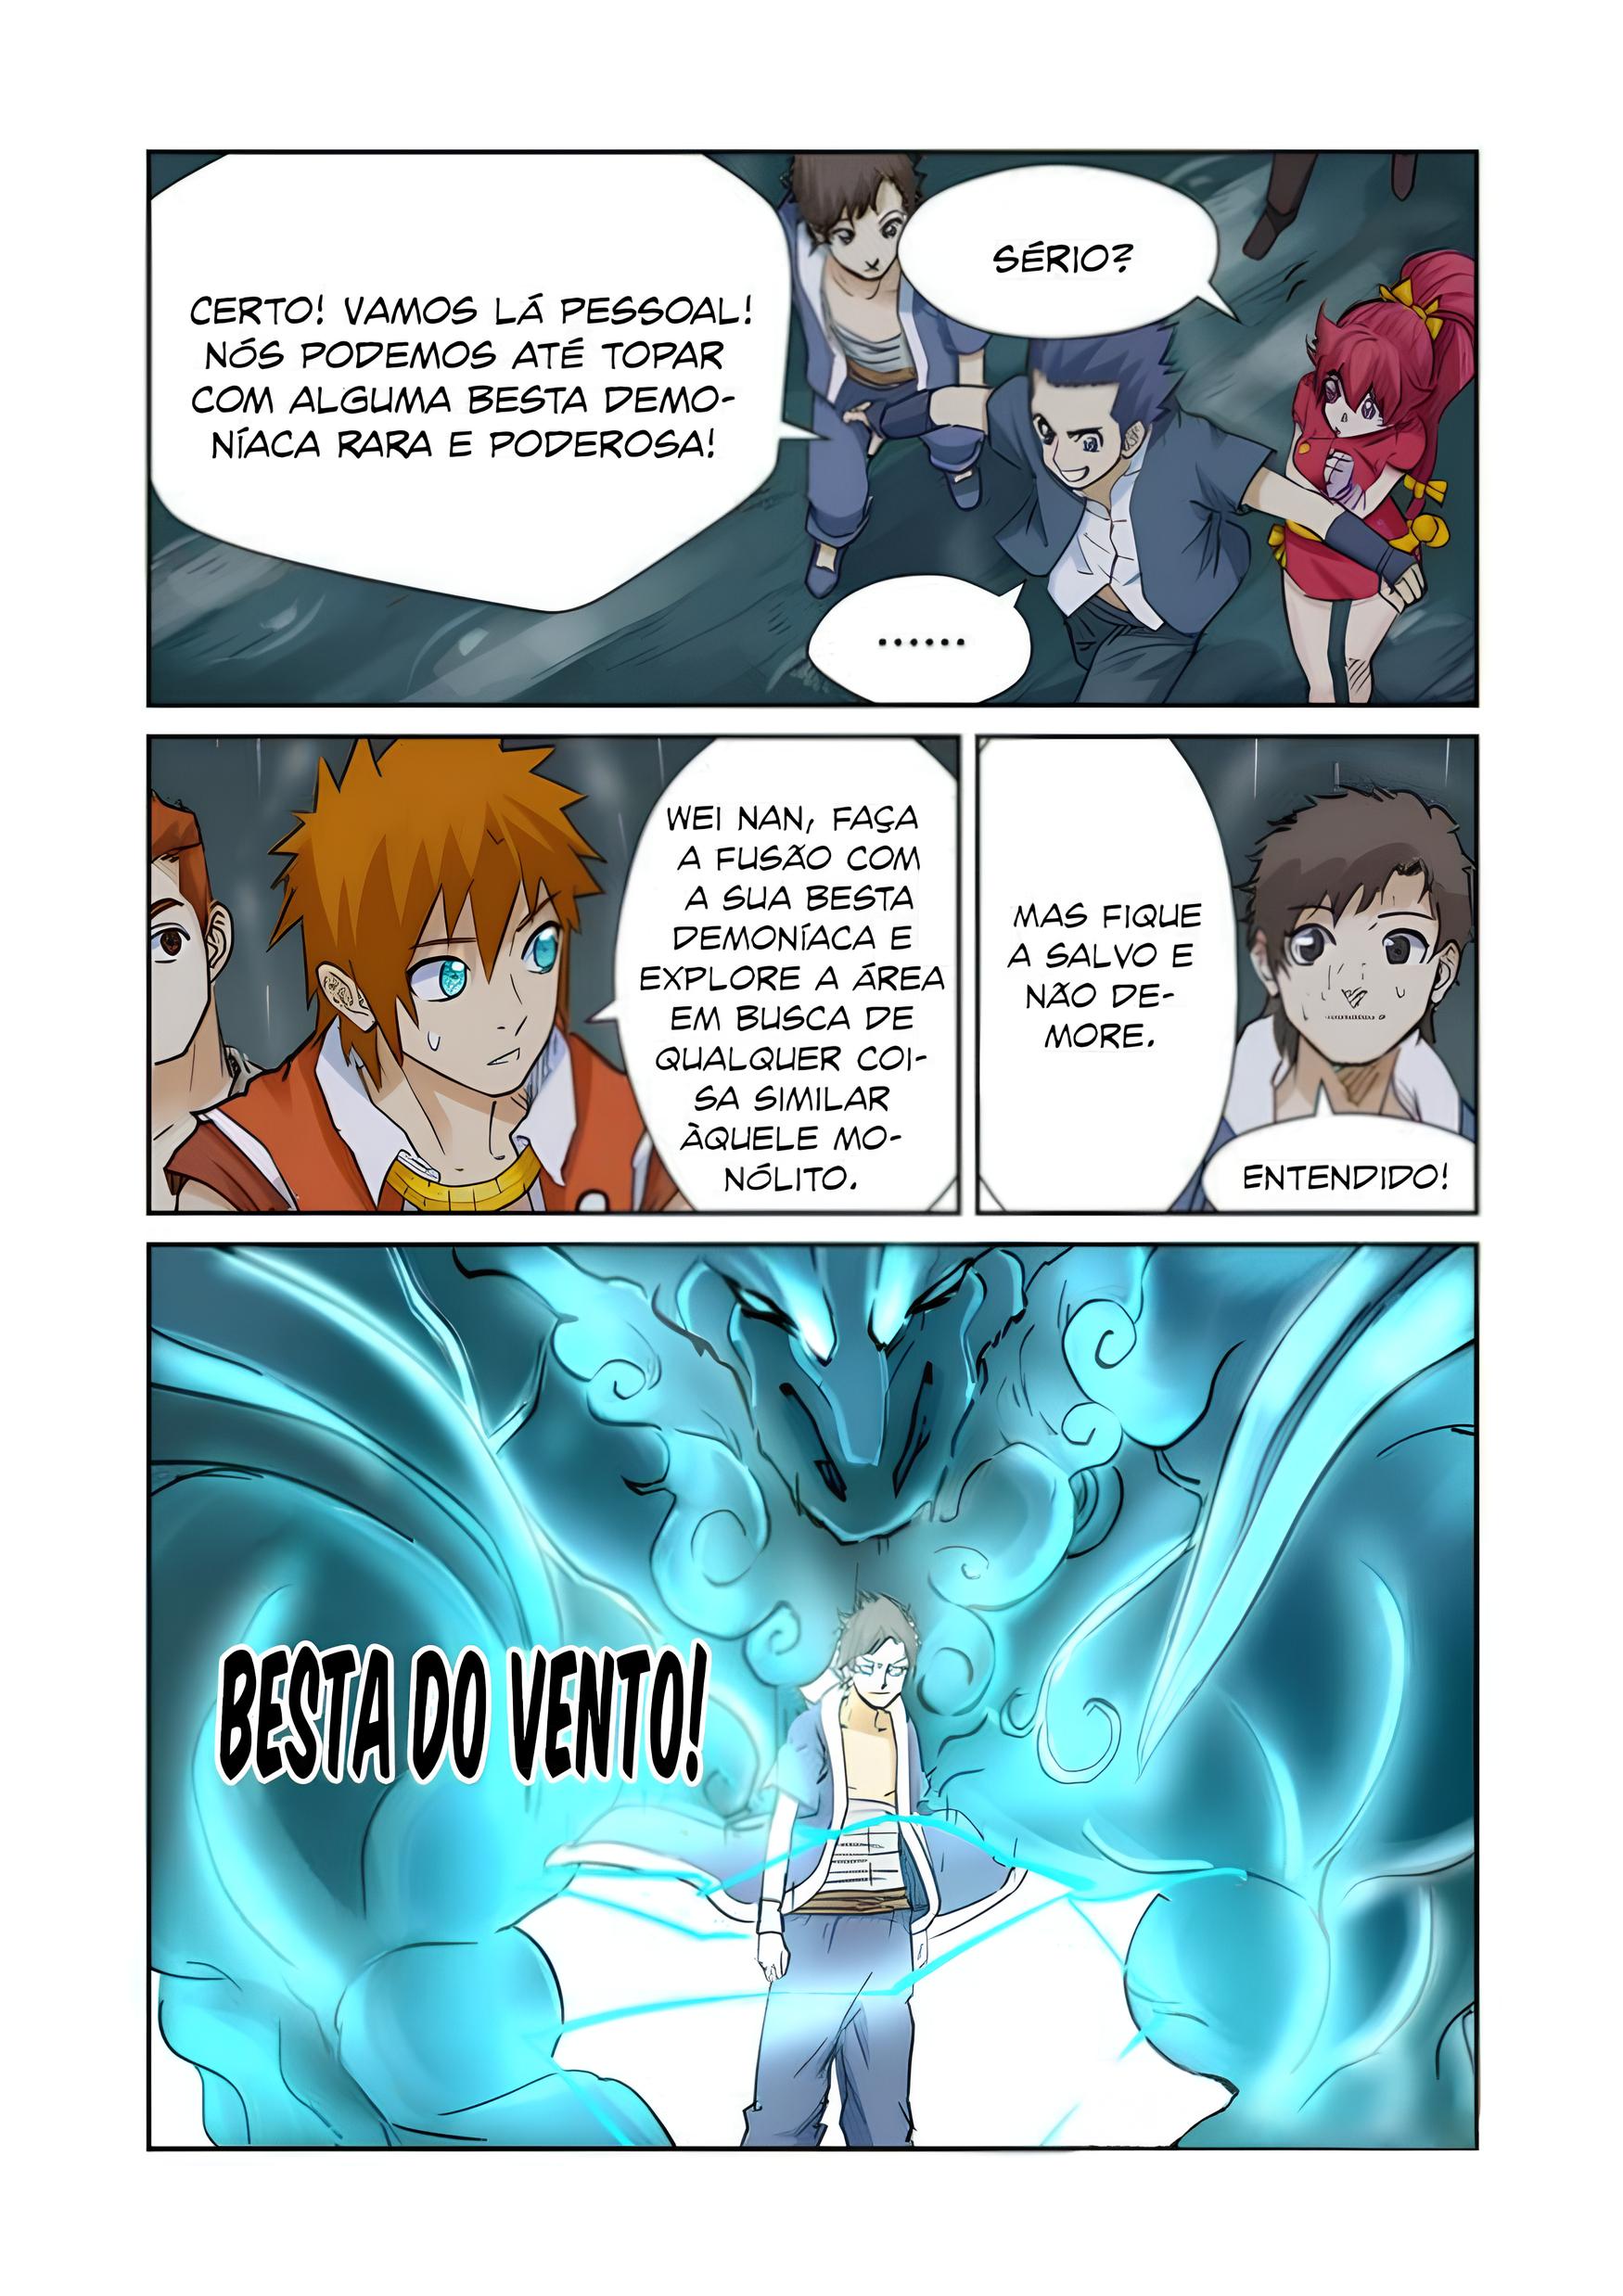 CERTO! VAMOS LÁ PESSOAL!
NÓS PODEMOS ATÉ TOPAR
COM ALGUMA BESTA DEMO-
NÍACA RARA E PODEROSA!
SÉRIO?
......
WEI NAN, FAÇA
A FUSÃO COM
A SUA BESTA
DEMONÍACA E
EXPLORE A ÁREA
EM BUSCA DE
QUALQUER COI-
SA SIMILAR
ÀQUELE MO-
NÓLITO.
MAS FIQUE
A SALVO E
NÃO DE-
MORE.
ENTENDIDO!
BESTA DO VENTO!